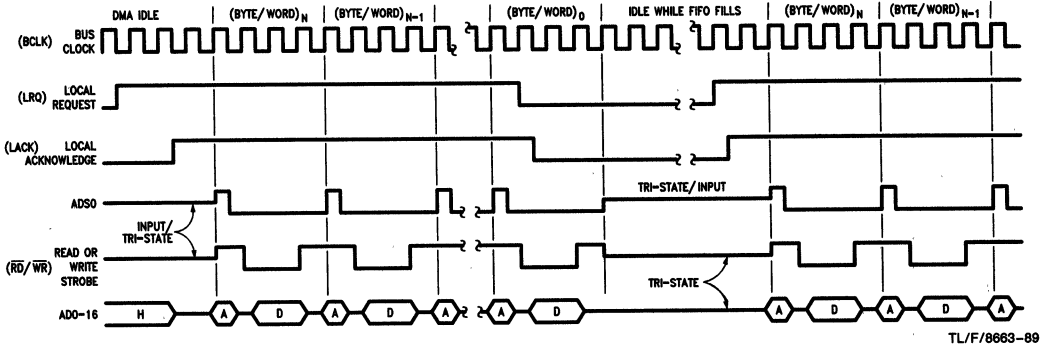 DMA IDLE (BYTE/WORD)N (BYTE/WORD)N-1 (BYTE/WORD)0 IDLE WHILE FIFO FILLS (BYTE/WORD)N (BYTE/WORD)N-1
(BCLK) BUS
CLOCK
(LRQ) LOCAL
REQUEST
(LACK) LOCAL
ACKNOWLEDGE
TRI-STATE/INPUT
ADS0
INPUT/
TRI-STATE
(RD/WR) READ OR
WRITE
STROBE
TRI-STATE
AD0-16 H A D A D A A D A D A D A
TL/F/8663-89